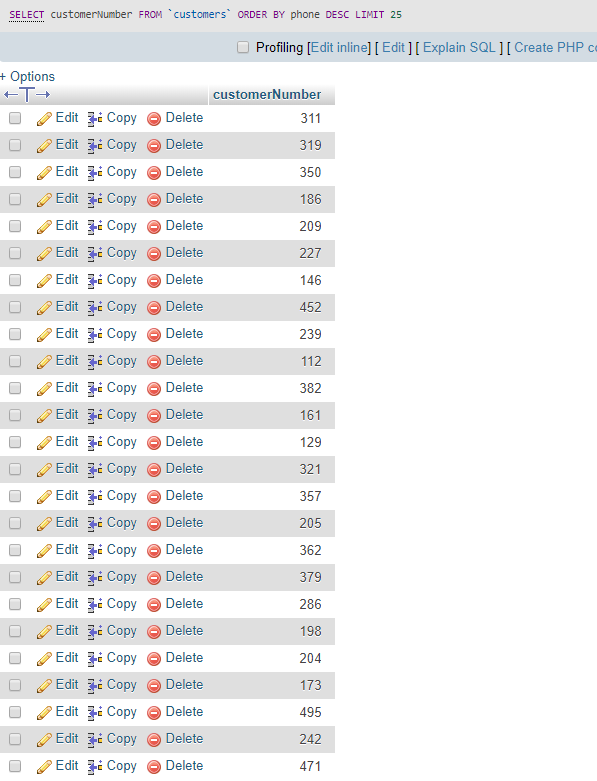 SELECT customerNumber FROM `customers` ORDER BY phone DESC LIMIT 25
Profiling [Edit inline] [ Edit ] [ Explain SQL ] [ Create PHP co
+ Options
customerNumber
Edit Copy Delete 311
Edit Copy Delete 319
Edit Copy Delete 350
Edit Copy Delete 186
Edit Copy Delete 209
Edit Copy Delete 227
Edit Copy Delete 146
Edit Copy Delete 452
Edit Copy Delete 239
Edit Copy Delete 112
Edit Copy Delete 382
Edit Copy Delete 161
Edit Copy Delete 129
Edit Copy Delete 321
Edit Copy Delete 357
Edit Copy Delete 205
Edit Copy Delete 362
Edit Copy Delete 379
Edit Copy Delete 286
Edit Copy Delete 198
Edit Copy Delete 204
Edit Copy Delete 173
Edit Copy Delete 495
Edit Copy Delete 242
Edit Copy Delete 471